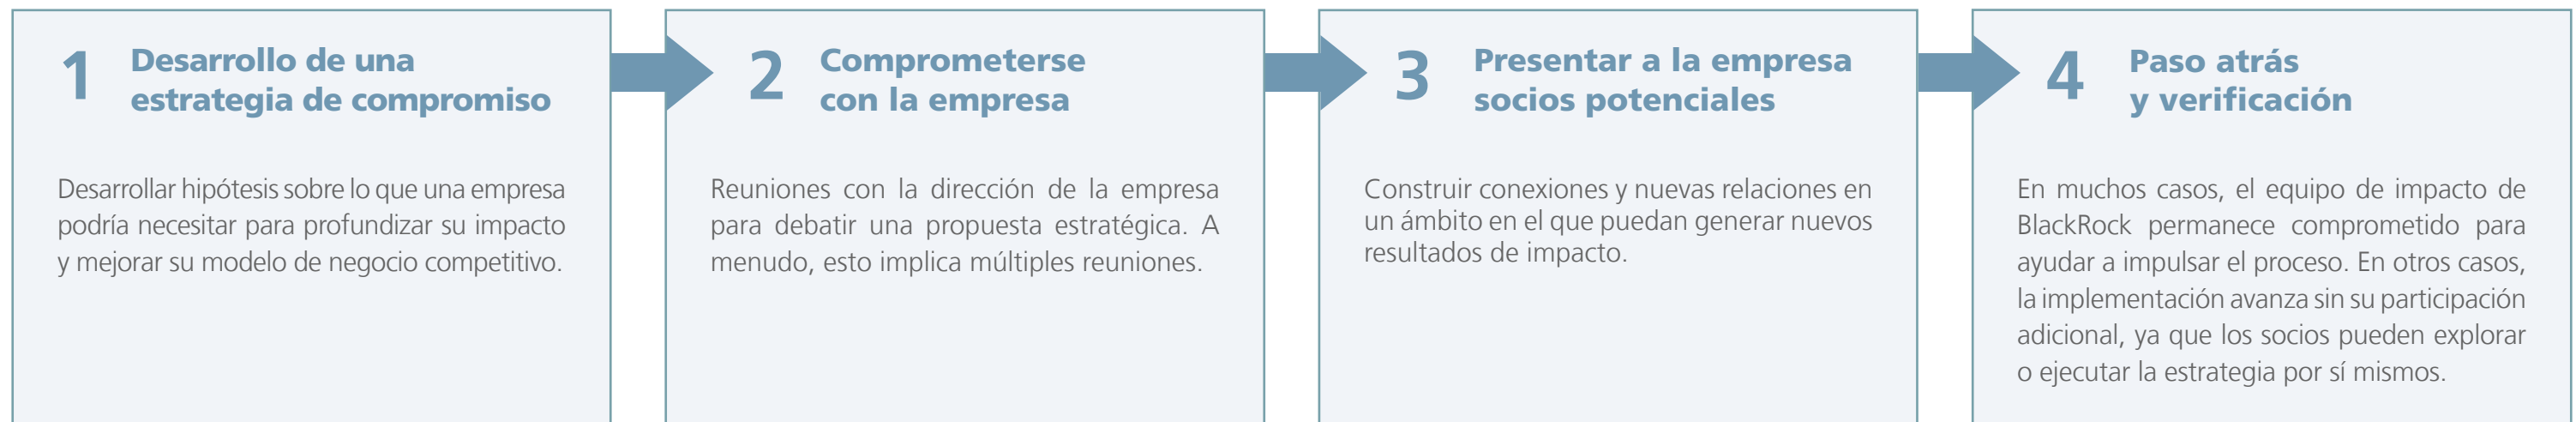 1
Desarrollo de una
estrategia de compromiso
Desarrollar hipótesis sobre lo que una empresa
podría necesitar para profundizar su impacto
y mejorar su modelo de negocio competitivo.
2
Comprometerse
con la empresa
Reuniones con la dirección de la empresa
para debatir una propuesta estratégica. A
menudo, esto implica múltiples reuniones.
3
Presentar a la empresa
socios potenciales
Construir conexiones y nuevas relaciones en
un ámbito en el que puedan generar nuevos
resultados de impacto.
4
Paso atrás
y verificación
En muchos casos, el equipo de impacto de
BlackRock permanece comprometido para
ayudar a impulsar el proceso. En otros casos,
la implementación avanza sin su participación
adicional, ya que los socios pueden explorar
o ejecutar la estrategia por sí mismos.